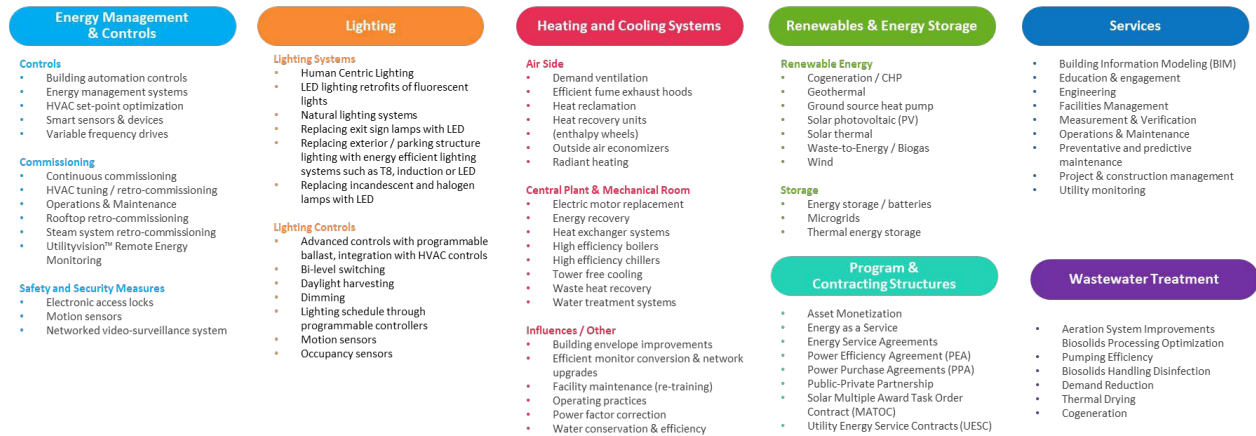 Energy Management
& Controls
Controls
• Building automation controls
• Energy management systems
• HVAC set-point optimization
• Smart sensors & devices
• Variable frequency drives
Commissioning
• Continuous commissioning
• HVAC tuning / retro-commissioning
• Operations & Maintenance
• Rooftop retro-commissioning
• Steam system retro-commissioning
• Utilityvision™ Remote Energy
Monitoring
Safety and Security Measures
• Electronic access locks
• Motion sensors
• Networked video-surveillance system
Lighting
Lighting Systems
• Human Centric Lighting
• LED lighting retrofits of fluorescent
lights
• Natural lighting systems
• Replacing exit sign lamps with LED
• Replacing exterior / parking structure
lighting with energy efficient lighting
systems such as T8, induction or LED
• Replacing incandescent and halogen
lamps with LED
Lighting Controls
• Advanced controls with programmable
ballast, integration with HVAC controls
• Bi-level switching
• Daylight harvesting
• Dimming
• Lighting schedule through
programmable controllers
• Motion sensors
• Occupancy sensors
Heating and Cooling Systems
Air Side
• Demand ventilation
• Efficient fume exhaust hoods
• Heat reclamation
• Heat recovery units
• (enthalpy wheels)
• Outside air economizers
• Radiant heating
Central Plant & Mechanical Room
• Electric motor replacement
• Energy recovery
• Heat exchanger systems
• High efficiency boilers
• High efficiency chillers
• Tower free cooling
• Waste heat recovery
• Water treatment systems
Influences / Other
• Building envelope improvements
• Efficient monitor conversion & network
upgrades
• Facility maintenance (re-training)
• Operating practices
• Power factor correction
• Water conservation & efficiency
Renewables & Energy Storage
Renewable Energy
• Cogeneration / CHP
• Geothermal
• Ground source heat pump
• Solar photovoltaic (PV)
• Solar thermal
• Waste-to-Energy / Biogas
• Wind
Storage
• Energy storage / batteries
• Microgrids
• Thermal energy storage
Program &
Contracting Structures
• Asset Monetization
• Energy as a Service
• Energy Service Agreements
• Power Efficiency Agreement (PEA)
• Power Purchase Agreements (PPA)
• Public-Private Partnership
• Solar Multiple Award Task Order
Contract (MATOC)
• Utility Energy Service Contracts (UESC)
Services
• Building Information Modeling (BIM)
• Education & engagement
• Engineering
• Facilities Management
• Measurement & Verification
• Operations & Maintenance
• Preventative and predictive
maintenance
• Project & construction management
• Utility monitoring
Wastewater Treatment
• Aeration System Improvements
Biosolids Processing Optimization
• Pumping Efficiency
• Biosolids Handling Disinfection
• Demand Reduction
• Thermal Drying
• Cogeneration